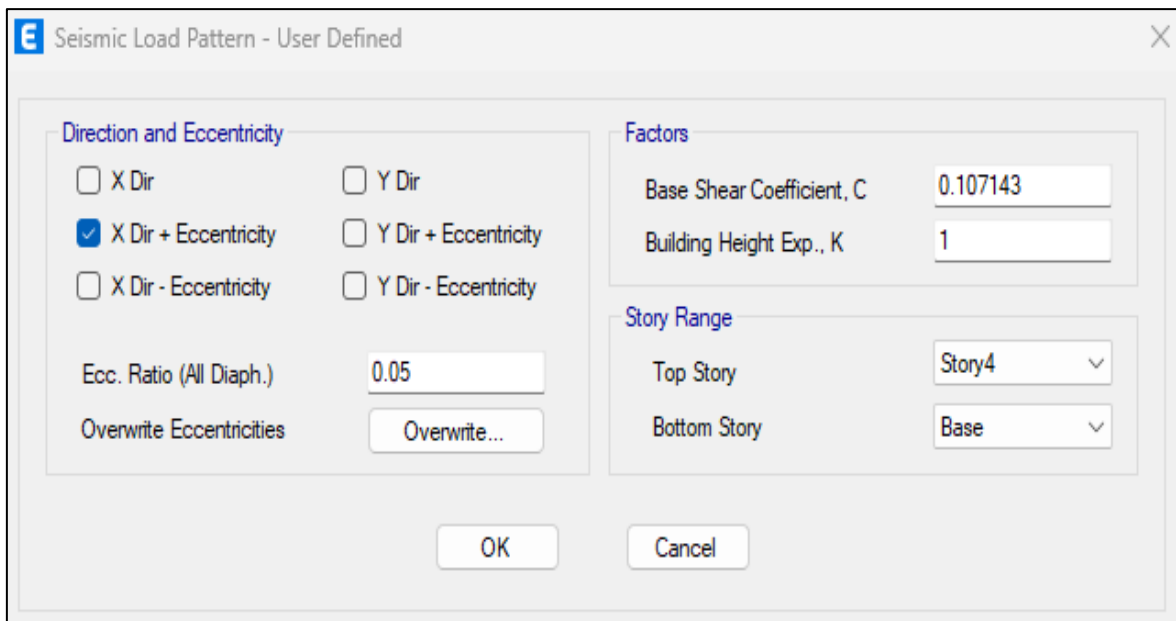 E Seismic Load Pattern - User Defined
Direction and Eccentricity
X Dir Y Dir
X Dir + Eccentricity Y Dir + Eccentricity
X Dir - Eccentricity Y Dir - Eccentricity
Ecc. Ratio (All Diaph.) 0.05
Overwrite Eccentricities Overwrite...
Factors
Base Shear Coefficient, C 0.107143
Building Height Exp., K 1
Story Range
Top Story Story4
Bottom Story Base
OK Cancel